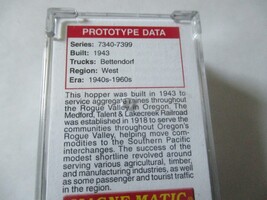 PROTOTYPE DATA
Series: 7340-7399
Built: 1943
Trucks: Bettendorf
Region: West
Era: 1940s-1960s
This hopper was built in 1943 to
service aggregate mines throughout
the Rogue Valley in Oregon. The
Medford, Talent & Lakecreek Railroad
was established in 1918 to serve the
communities throughout Oregon's
Rogue Valley, helping move com-
modities to the Southern Pacific
interchanges. The success of the
modest shortline revolved around
serving various agricultural, timber,
and manufacturing industries, as well
as some passenger and tourist traffic
in the region.
MAGNE-MATIC